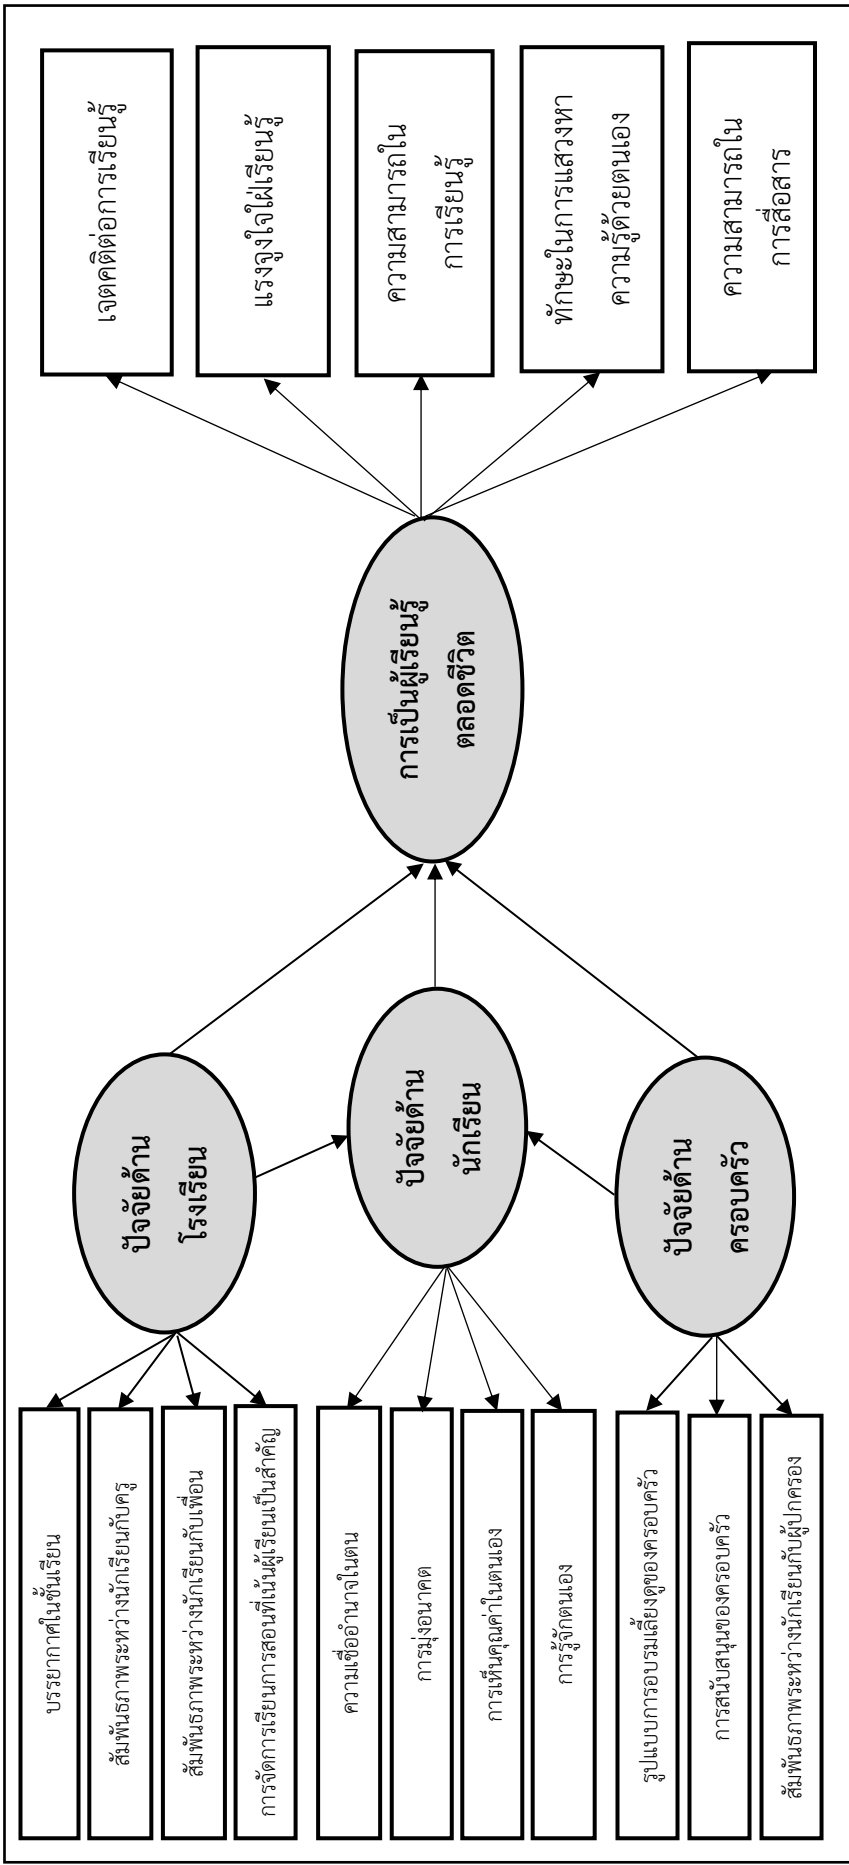 บรรยากาศในชั้นเรียน
สัมพันธภาพระหว่างนักเรียนกับครู
สัมพันธภาพระหว่างนักเรียนกับเพื่อน
การจัดการเรียนการสอนที่เน้นผู้เรียนเป็นสำคัญ
ความเชื่ออำนาจในตน
การมุ่งอนาคต
การเห็นคุณค่าในตนเอง
การรู้จักตนเอง
รูปแบบการอบรมเลี้ยงดูของครอบครัว
การสนับสนุนของครอบครัว
สัมพันธภาพระหว่างนักเรียนกับผู้ปกครอง
ปัจจัยด้าน
โรงเรียน
ปัจจัยด้าน
นักเรียน
ปัจจัยด้าน
ครอบครัว
การเป็นผู้เรียนรู้
ตลอดชีวิต
เจตคติต่อการเรียนรู้
แรงจูงใจใฝ่เรียนรู้
ความสามารถใน
การเรียนรู้
ทักษะในการแสวงหา
ความรู้ด้วยตนเอง
ความสามารถใน
การสื่อสาร